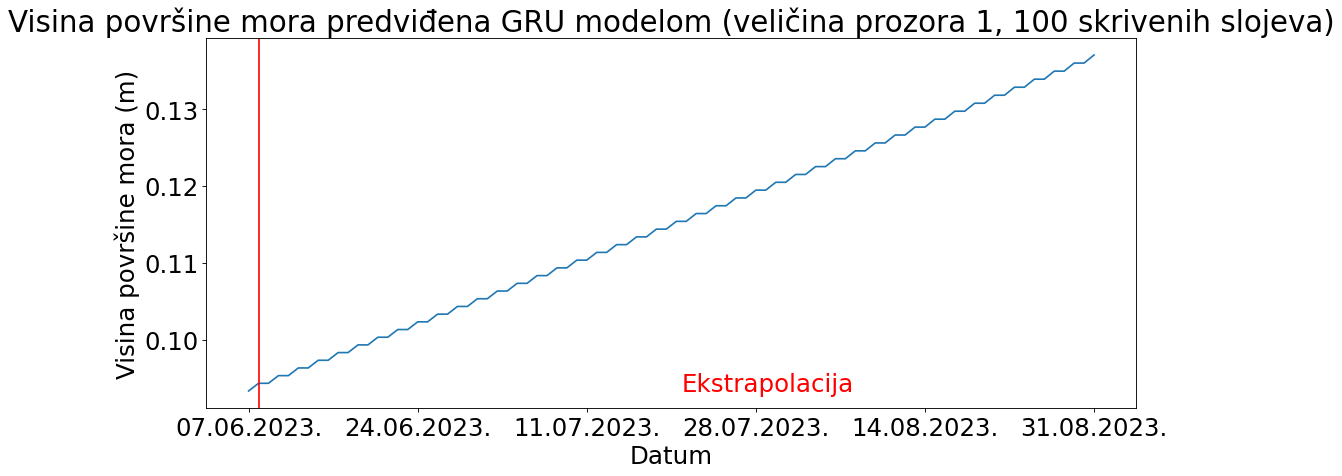 Visina površine mora predviđena GRU modelom (veličina prozora 1, 100 skrivenih slojeva)
Visina površine mora (m)
0.13
0.12
0.11
0.10
Ekstrapolacija
07.06.2023. 24.06.2023. 11.07.2023. 28.07.2023. 14.08.2023. 31.08.2023.
Datum